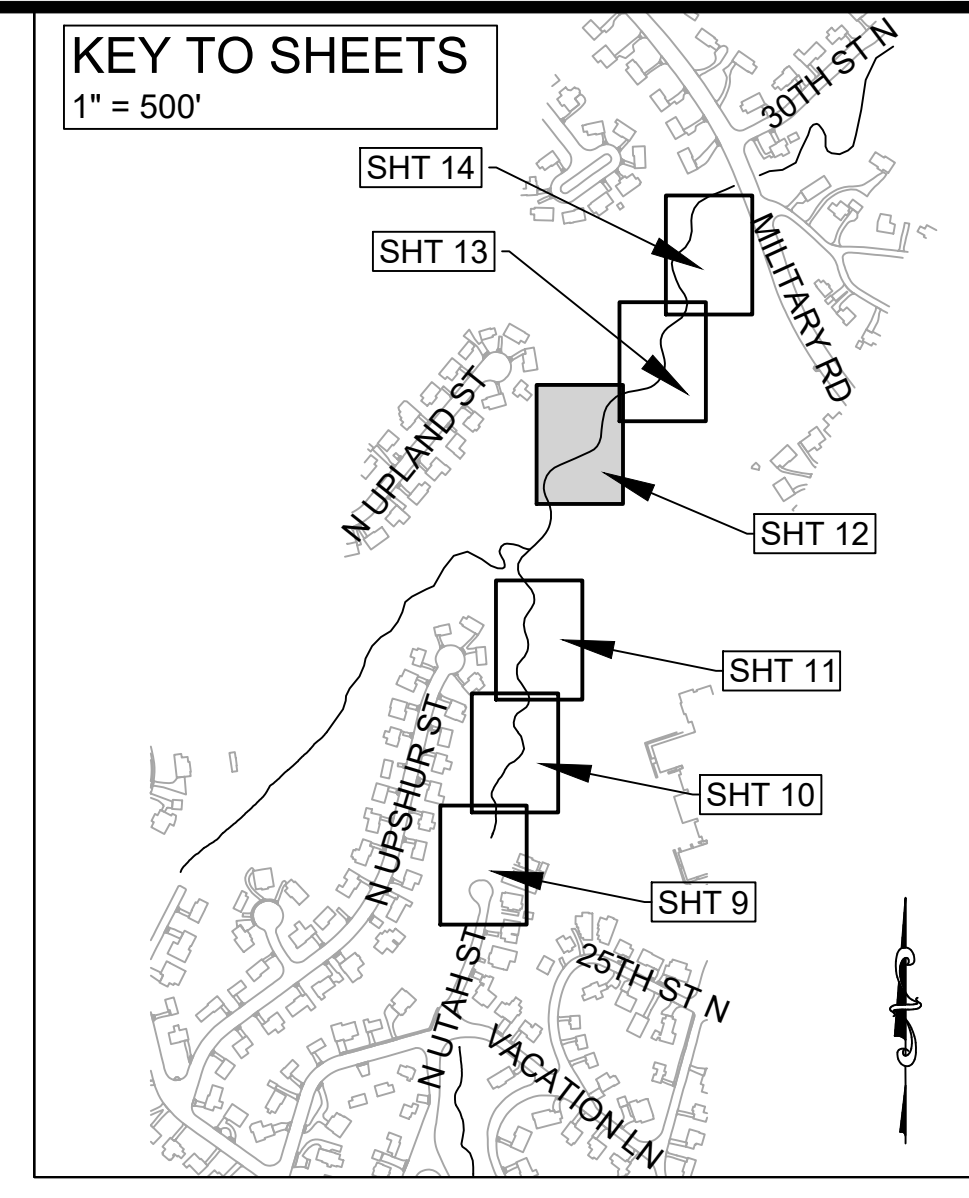 KEY TO SHEETS
1" = 500'
30TH ST N
SHT 14
SHT 13
MILITARY RD
N UPLAND ST
SHT 12
SHT 11
N UPSHUR ST
SHT 10
SHT 9
25TH ST N
N UTAH ST
VACATION LN